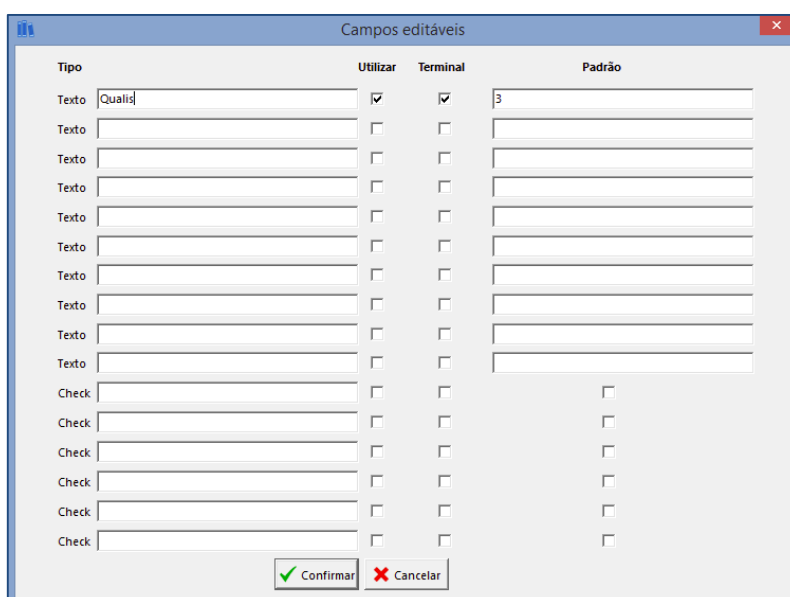 Campos editáveis
Tipo Utilizar Terminal Padrão
Texto Qualis 3
Texto
Texto
Texto
Texto
Texto
Texto
Texto
Texto
Texto
Check
Check
Check
Check
Check
Check
Confirmar Cancelar